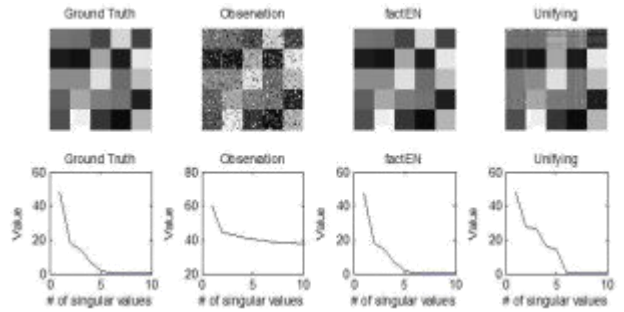 Ground Truth Observation factEN Unifying
Ground Truth Observation factEN Unifying
60 80 60 60
40 60 40 40
20 40 20 20
0 20 0 0
Value Value Value Value
0 5 10 0 5 10 0 5 10 0 5 10
# of singular values # of singular values # of singular values # of singular values